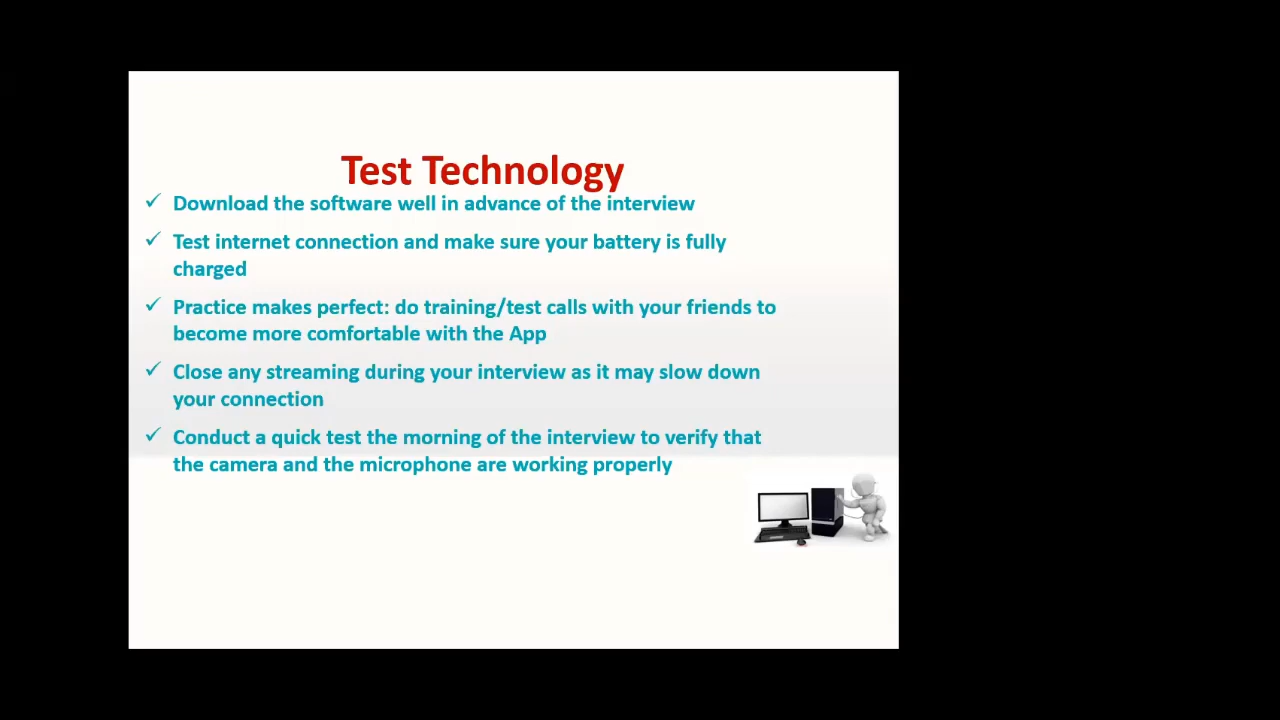 Test Technology
✓ Download the software well in advance of the interview
✓ Test internet connection and make sure your battery is fully
charged
✓ Practice makes perfect: do training/test calls with your friends to
become more comfortable with the App
✓ Close any streaming during your interview as it may slow down
your connection
✓ Conduct a quick test the morning of the interview to verify that
the camera and the microphone are working properly